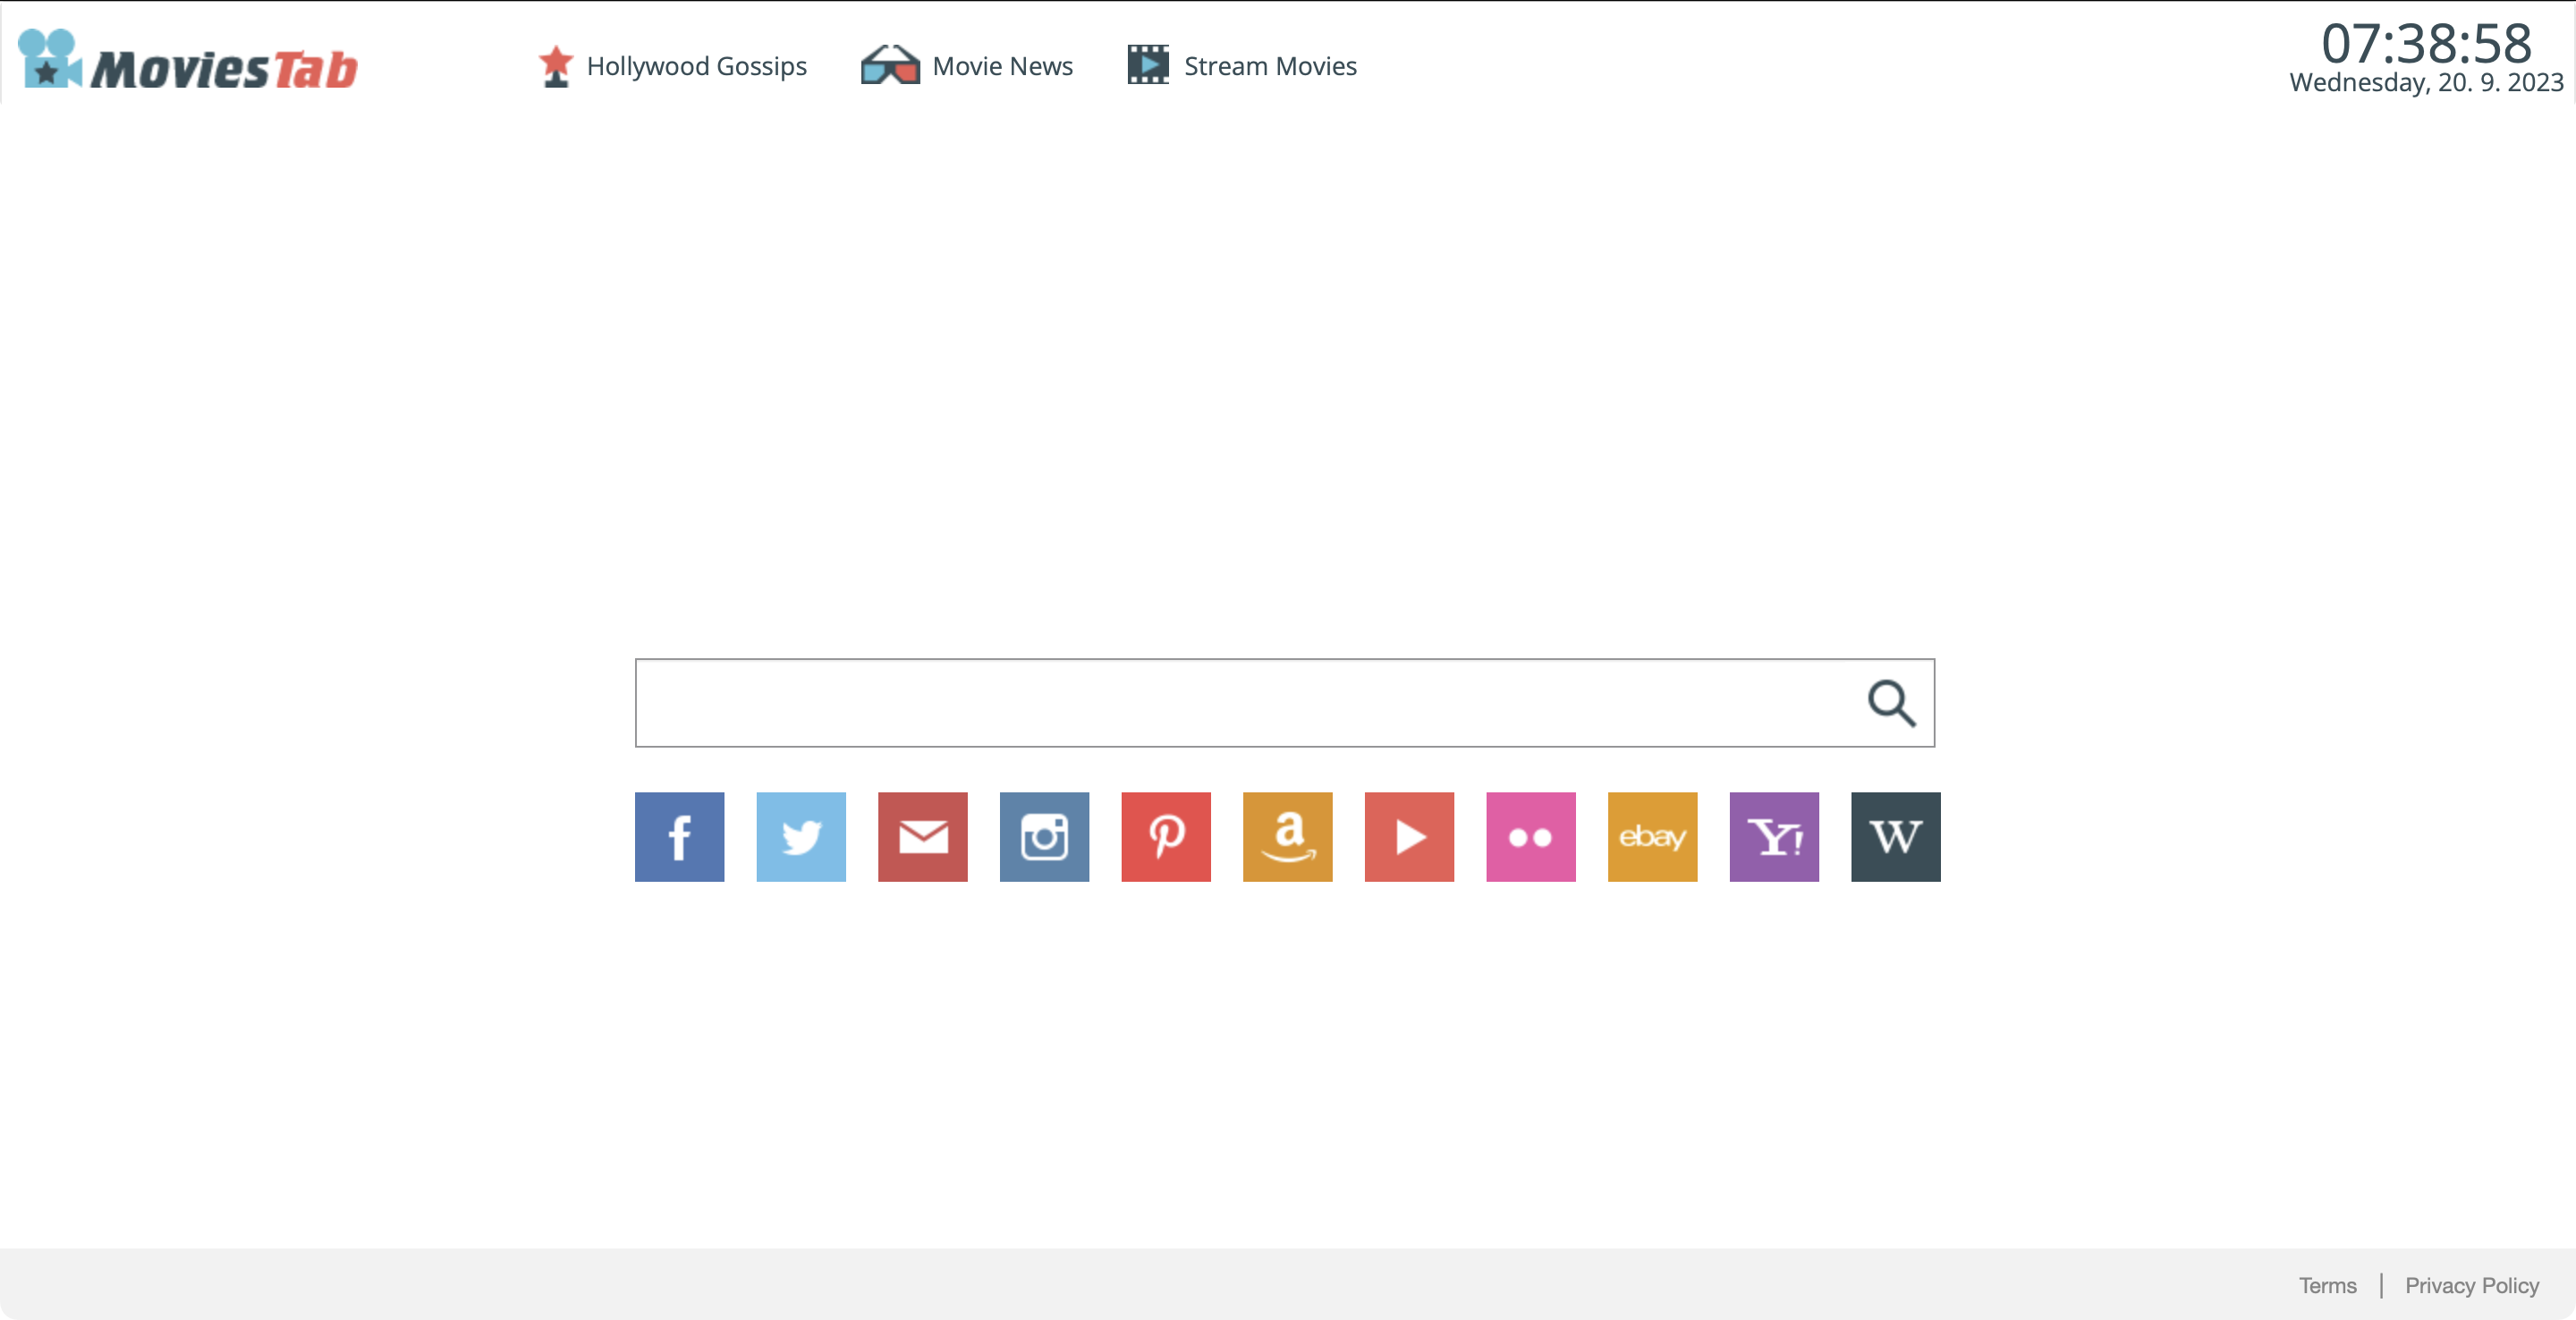 MoviesTab
Hollywood Gossips
Movie News
Stream Movies
07:38:58
Wednesday, 20. 9. 2023
f
a
ebay
Y!
W
Terms | Privacy Policy